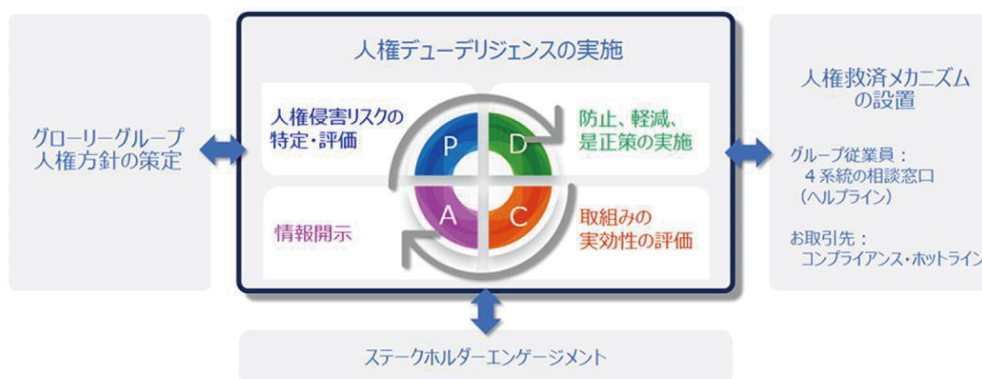 グローリーグループ
人権方針の策定
人権デューデリジェンスの実施
人権侵害リスクの
特定・評価
P
D
防止、軽減、
是正策の実施
情報開示
A
C
取組みの
実効性の評価
人権救済メカニズム
の設置
グループ従業員：
４系統の相談窓口
（ヘルプライン）
お取引先：
コンプライアンス・ホットライン
ステークホルダーエンゲージメント